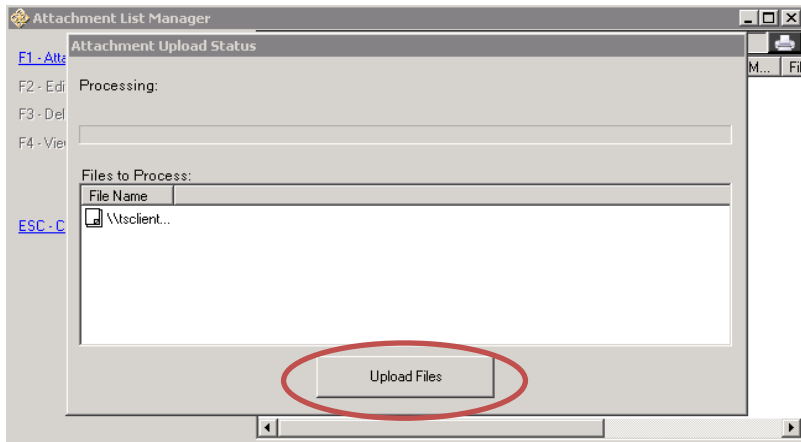 Attachment List Manager
Attachment Upload Status
F1 - Atta
M... Fil
F2 - Edi
Processing:
F3 - Del
F4 - Vie
Files to Process:
File Name
\\tsclient...
ESC - C
Upload Files